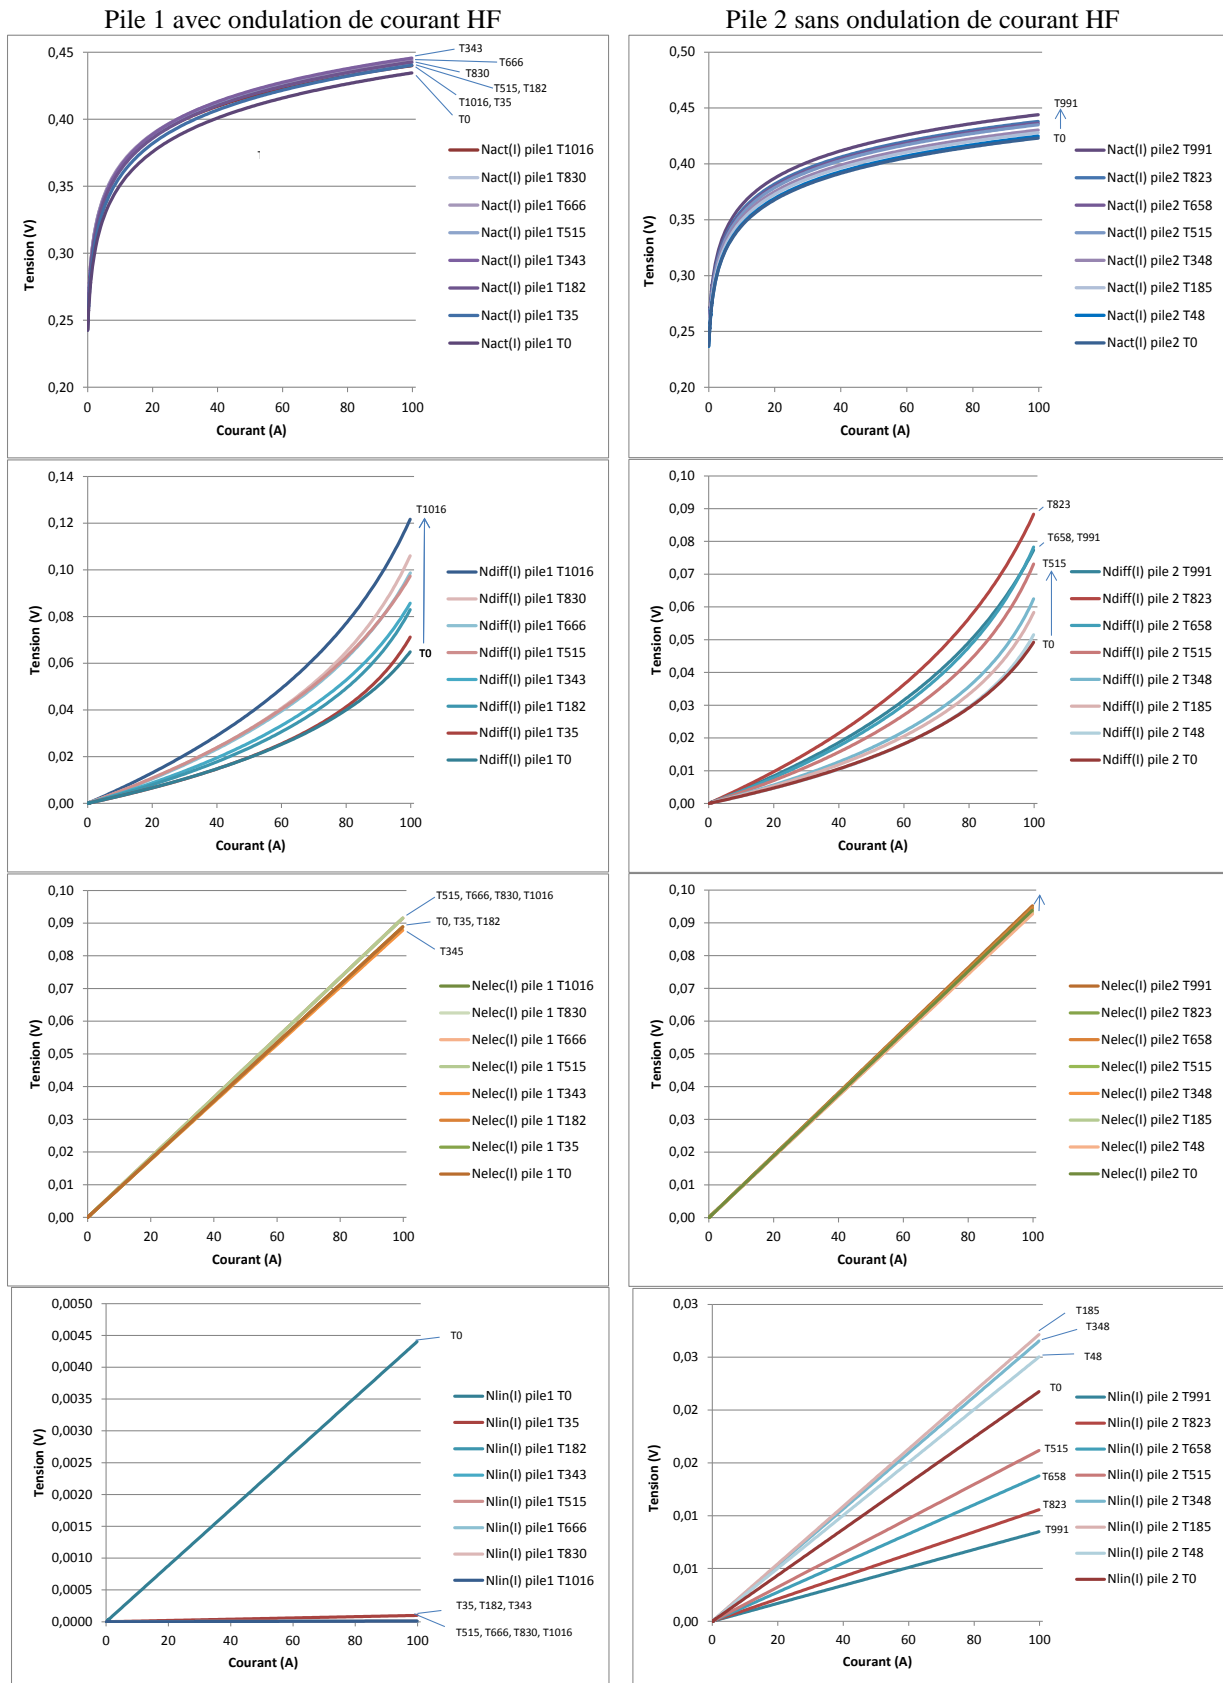 Pile 1 avec ondulation de courant HF
Pile 2 sans ondulation de courant HF
0,45
0,40
0,35
0,30
0,25
0,20
Tension (V)
0 20 40 60 80 100
Courant (A)
T343
T666
T830
T515, T182
T1016, T35
T0
Nact(I) pile1 T1016
Nact(I) pile1 T830
Nact(I) pile1 T666
Nact(I) pile1 T515
Nact(I) pile1 T343
Nact(I) pile1 T182
Nact(I) pile1 T35
Nact(I) pile1 T0
0,50
0,45
0,40
0,35
0,30
0,25
0,20
Tension (V)
0 20 40 60 80 100
Courant (A)
T991
T0
Nact(I) pile2 T991
Nact(I) pile2 T823
Nact(I) pile2 T658
Nact(I) pile2 T515
Nact(I) pile2 T348
Nact(I) pile2 T185
Nact(I) pile2 T48
Nact(I) pile2 T0
0,14
0,12
0,10
0,08
0,06
0,04
0,02
0,00
Tension (V)
0 20 40 60 80 100
Courant (A)
T1016
T0
Ndiff(I) pile1 T1016
Ndiff(I) pile1 T830
Ndiff(I) pile1 T666
Ndiff(I) pile1 T515
Ndiff(I) pile1 T343
Ndiff(I) pile1 T182
Ndiff(I) pile1 T35
Ndiff(I) pile1 T0
0,10
0,09
0,08
0,07
0,06
0,05
0,04
0,03
0,02
0,01
0,00
Tension (V)
0 20 40 60 80 100
Courant (A)
T823
T658, T991
T515
T0
Ndiff(I) pile 2 T991
Ndiff(I) pile 2 T823
Ndiff(I) pile 2 T658
Ndiff(I) pile 2 T515
Ndiff(I) pile 2 T348
Ndiff(I) pile 2 T185
Ndiff(I) pile 2 T48
Ndiff(I) pile 2 T0
0,10
0,09
0,08
0,07
0,06
0,05
0,04
0,03
0,02
0,01
0,00
Tension (V)
0 20 40 60 80 100
Courant (A)
T515, T666, T830, T1016
T0, T35, T182
T345
Nelec(I) pile 1 T1016
Nelec(I) pile 1 T830
Nelec(I) pile 1 T666
Nelec(I) pile 1 T515
Nelec(I) pile 1 T343
Nelec(I) pile 1 T182
Nelec(I) pile 1 T35
Nelec(I) pile 1 T0
0,10
0,09
0,08
0,07
0,06
0,05
0,04
0,03
0,02
0,01
0,00
Tension (V)
0 20 40 60 80 100
Courant (A)
Nelec(I) pile2 T991
Nelec(I) pile2 T823
Nelec(I) pile2 T658
Nelec(I) pile2 T515
Nelec(I) pile2 T348
Nelec(I) pile2 T185
Nelec(I) pile2 T48
Nelec(I) pile2 T0
0,0050
0,0045
0,0040
0,0035
0,0030
0,0025
0,0020
0,0015
0,0010
0,0005
0,0000
Tension (V)
0 20 40 60 80 100
Courant (A)
T0
T35, T182, T343
T515, T666, T830, T1016
Nlin(I) pile1 T0
Nlin(I) pile1 T35
Nlin(I) pile1 T182
Nlin(I) pile1 T343
Nlin(I) pile1 T515
Nlin(I) pile1 T666
Nlin(I) pile1 T830
Nlin(I) pile1 T1016
0,03
0,03
0,02
0,02
0,01
0,01
0,00
Tension (V)
0 20 40 60 80 100
Courant (A)
T185
T348
T48
T0
T515
T658
T823
T991
Nlin(I) pile 2 T991
Nlin(I) pile 2 T823
Nlin(I) pile 2 T658
Nlin(I) pile 2 T515
Nlin(I) pile 2 T348
Nlin(I) pile 2 T185
Nlin(I) pile 2 T48
Nlin(I) pile 2 T0